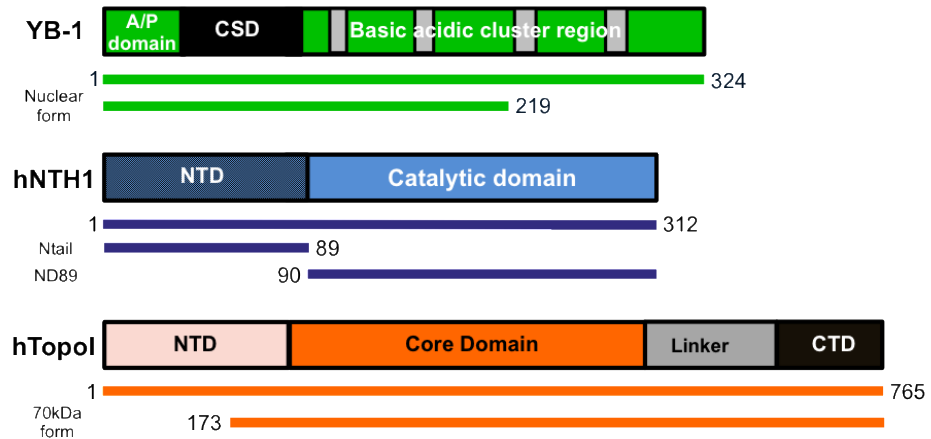 YB-1
A/P domain
CSD
Basic acidic cluster region
1
324
Nuclear form
219
hNTH1
NTD
Catalytic domain
1
312
Ntail
89
ND89
90
hTopoI
NTD
Core Domain
Linker
CTD
1
765
70kDa form
173